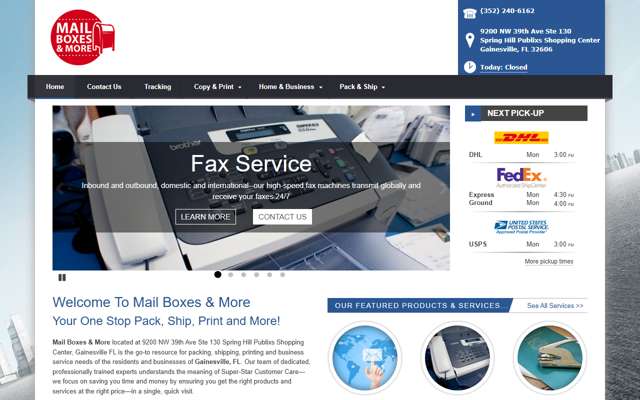 MAIL
BOXES
& MORE
(352) 240-6162
9200 NW 39th Ave Ste 130
Spring Hill Publixs Shopping Center
Gainesville, FL 32606
Today: Closed
Home
Contact Us
Tracking
Copy & Print
Home & Business
Pack & Ship
brother
Fax Service
Inbound and outbound, domestic and international--our high-speed fax machines transmit globally and
receive your faxes 24/7
LEARN MORE
CONTACT US
NEXT PICK-UP
DHL
DHL Mon 3:00 PM
FedEx
Authorized ShipCenter
Express Mon 4:30 PM
Ground Mon 4:00 PM
UNITED STATES
POSTAL SERVICE
Approved Postal Provider
USPS Mon 3:00 PM
More pickup times
Welcome To Mail Boxes & More
Your One Stop Pack, Ship, Print and More!
Mail Boxes & More located at 9200 NW 39th Ave Ste 130 Spring Hill Publixs Shopping
Center, Gainesville FL is the go-to resource for packing, shipping, printing and business
service needs of the residents and businesses of Gainesville, FL. Our team of dedicated,
professionally trained experts understands the meaning of Super-Star Customer Care—
we focus on saving you time and money by ensuring you get the right products and
services at the right price—in a single, quick visit.
OUR FEATURED PRODUCTS & SERVICES...
See All Services >>